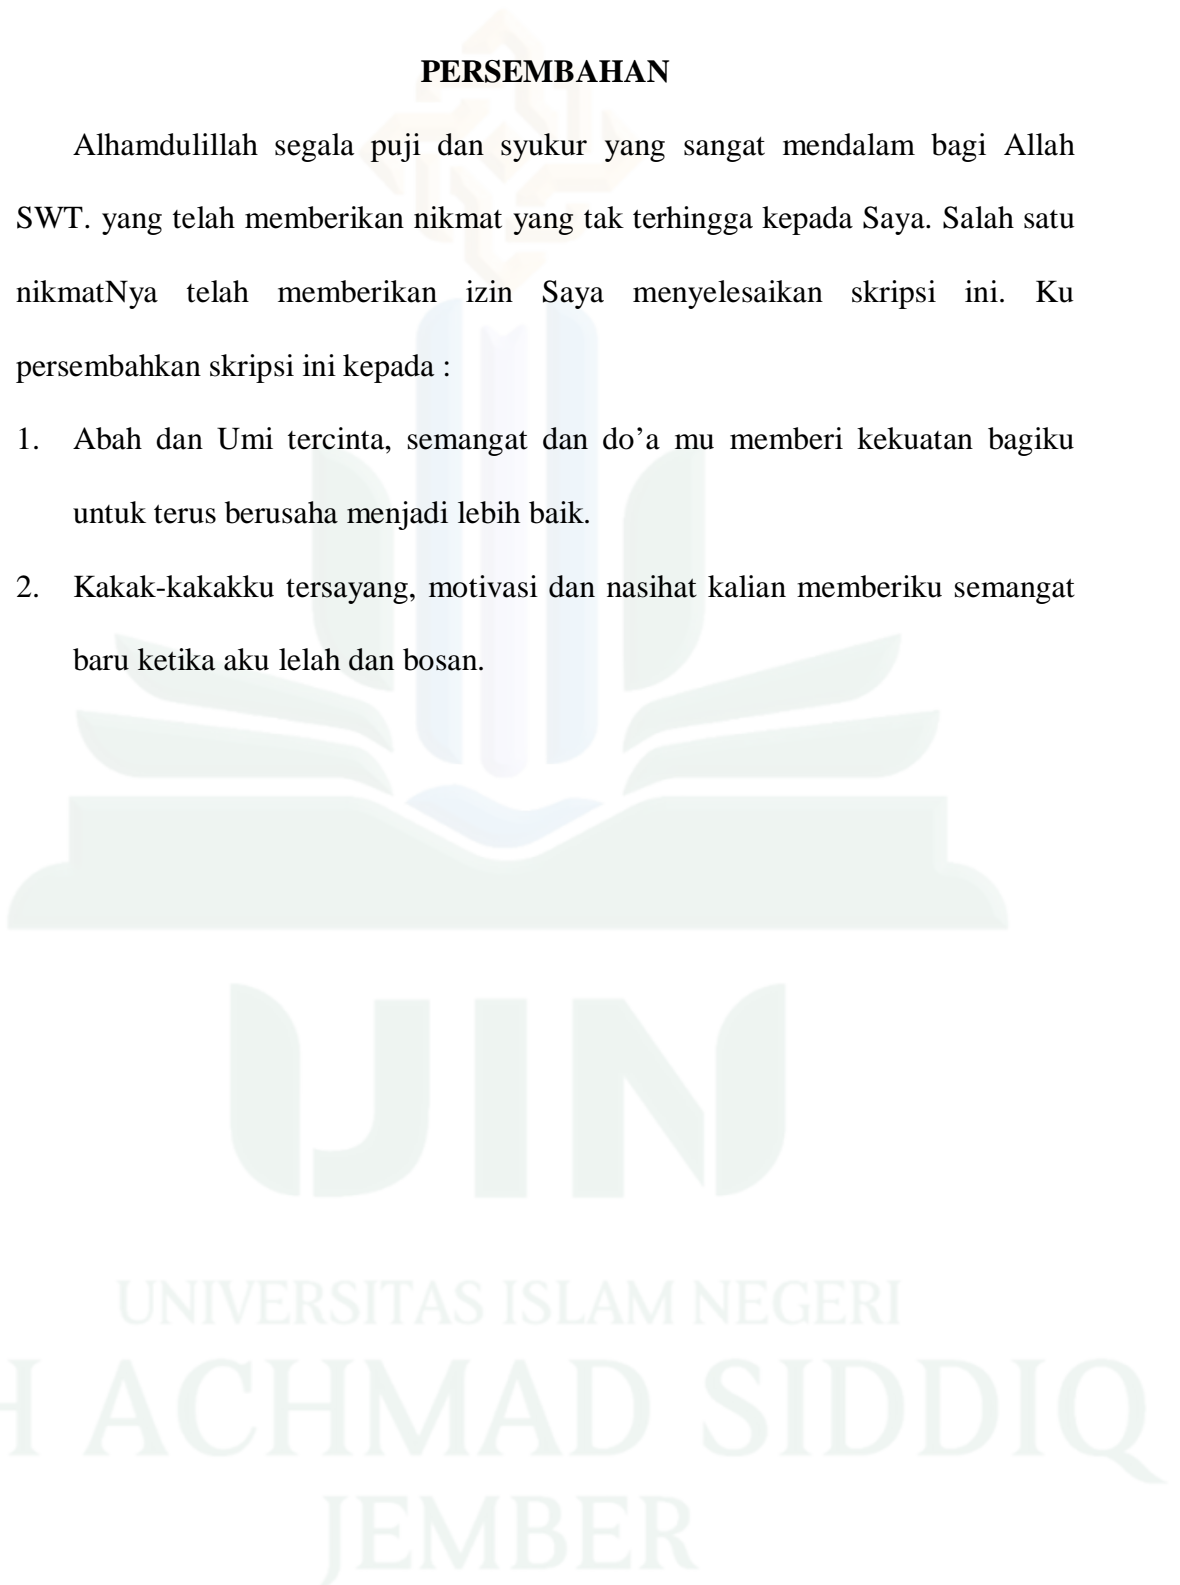 PERSEMBAHAN
Alhamdulillah segala puji dan syukur yang sangat mendalam bagi Allah
SWT. yang telah memberikan nikmat yang tak terhingga kepada Saya. Salah satu
nikmatNya telah memberikan izin Saya menyelesaikan skripsi ini. Ku
persembahkan skripsi ini kepada :
1. Abah dan Umi tercinta, semangat dan do’a mu memberi kekuatan bagiku
untuk terus berusaha menjadi lebih baik.
2. Kakak-kakakku tersayang, motivasi dan nasihat kalian memberiku semangat
baru ketika aku lelah dan bosan.
UIN
UNIVERSITAS ISLAM NEGERI
H ACHMAD SIDDIQ
JEMBER